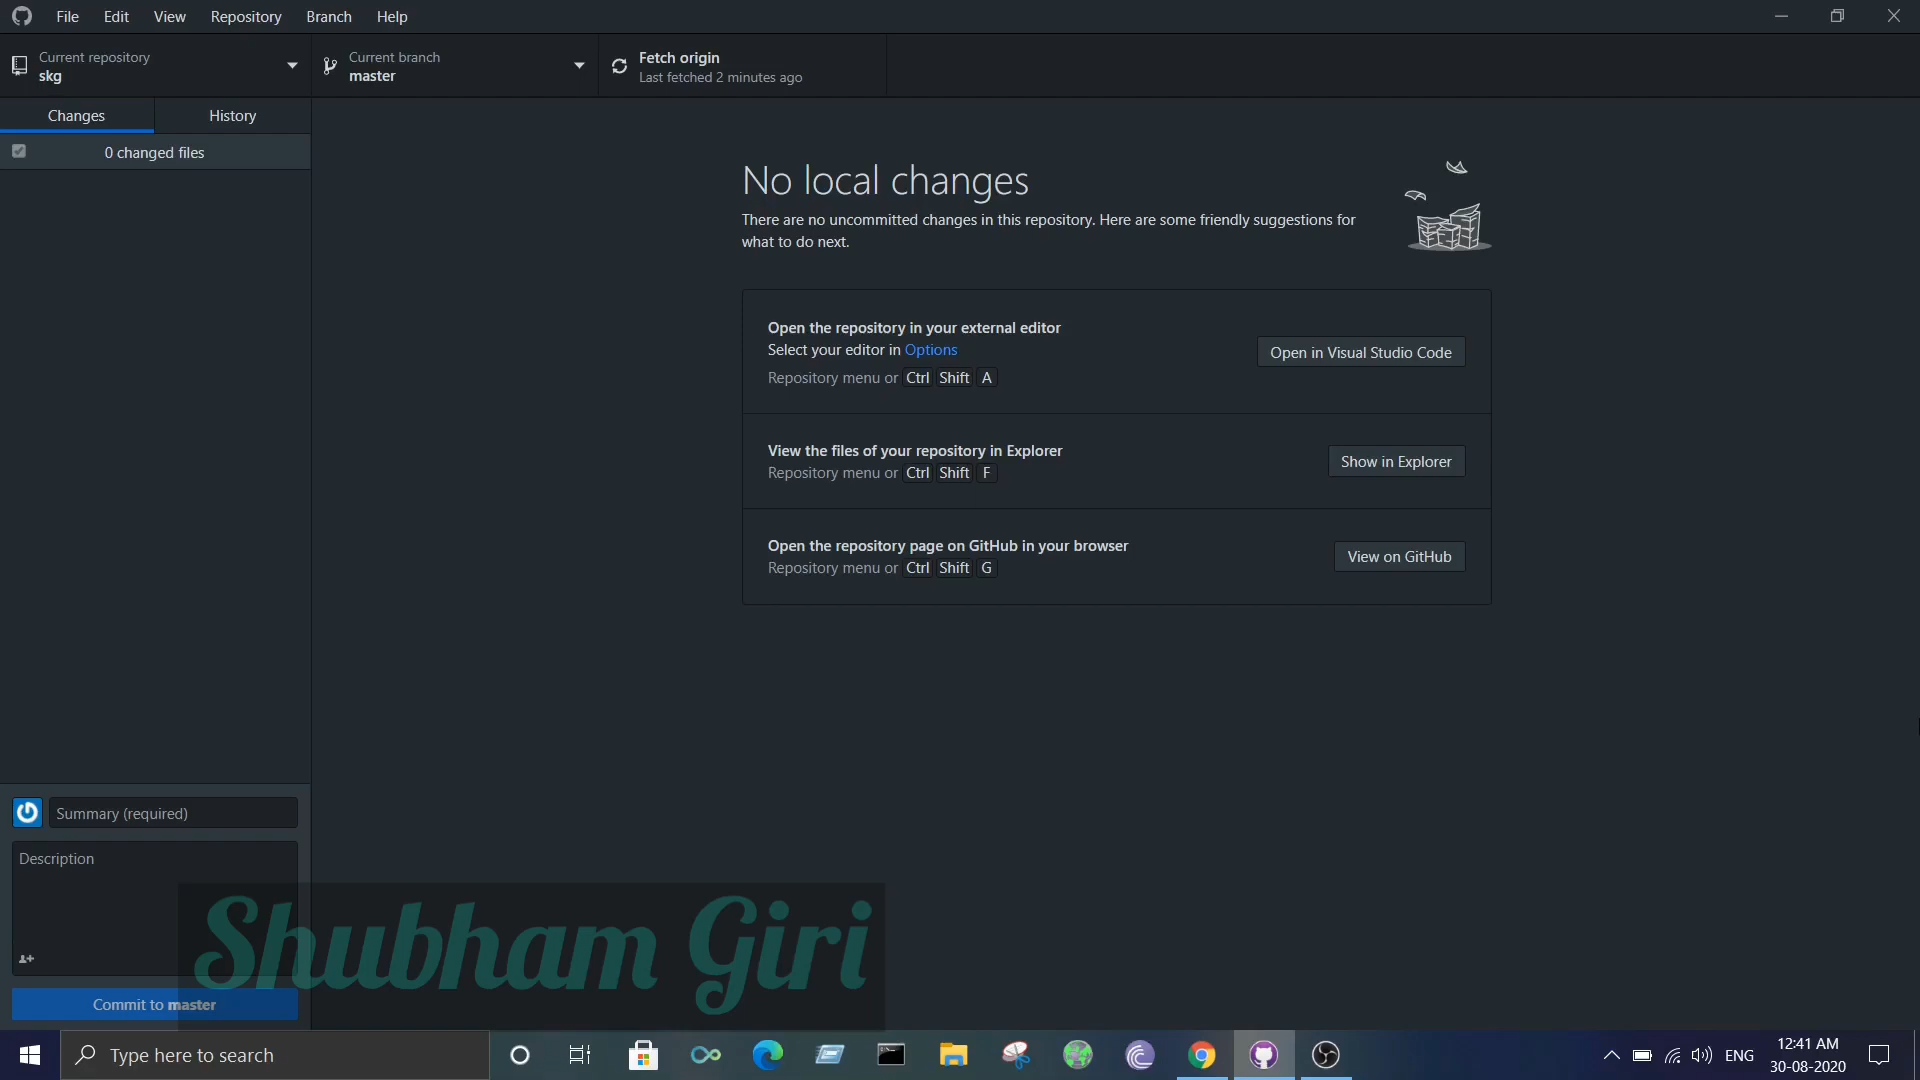 File Edit View Repository Branch Help
Current repository
skg
Current branch
master
Fetch origin
Last fetched 2 minutes ago
Changes
History
0 changed files
No local changes
There are no uncommitted changes in this repository. Here are some friendly suggestions for
what to do next.
Open the repository in your external editor
Select your editor in Options
Repository menu or Ctrl Shift A
Open in Visual Studio Code
View the files of your repository in Explorer
Repository menu or Ctrl Shift F
Show in Explorer
Open the repository page on GitHub in your browser
Repository menu or Ctrl Shift G
View on GitHub
Summary (required)
Description
Shubham Giri
Commit to master
Type here to search
ENG
12:41 AM
30-08-2020